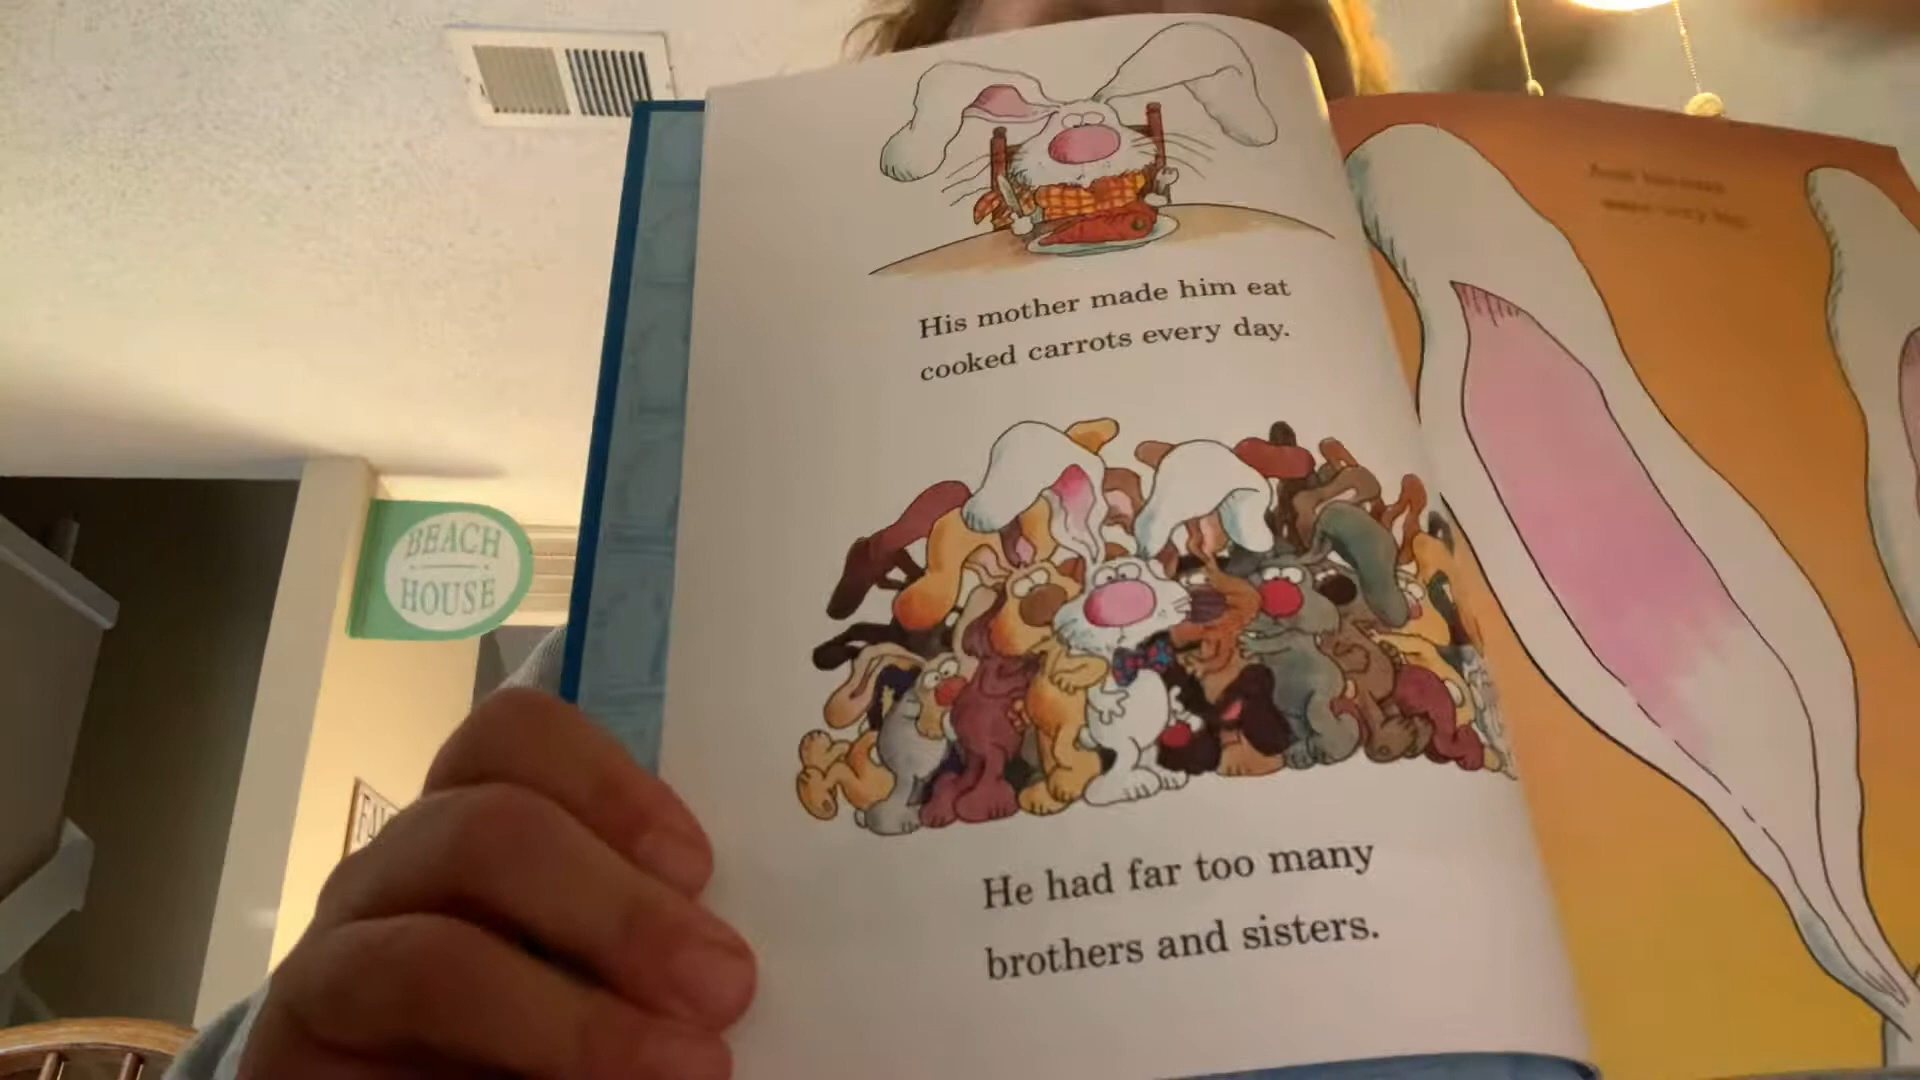 BEACH
HOUSE
His mother made him eat
cooked carrots every day.
He had far too many
brothers and sisters.